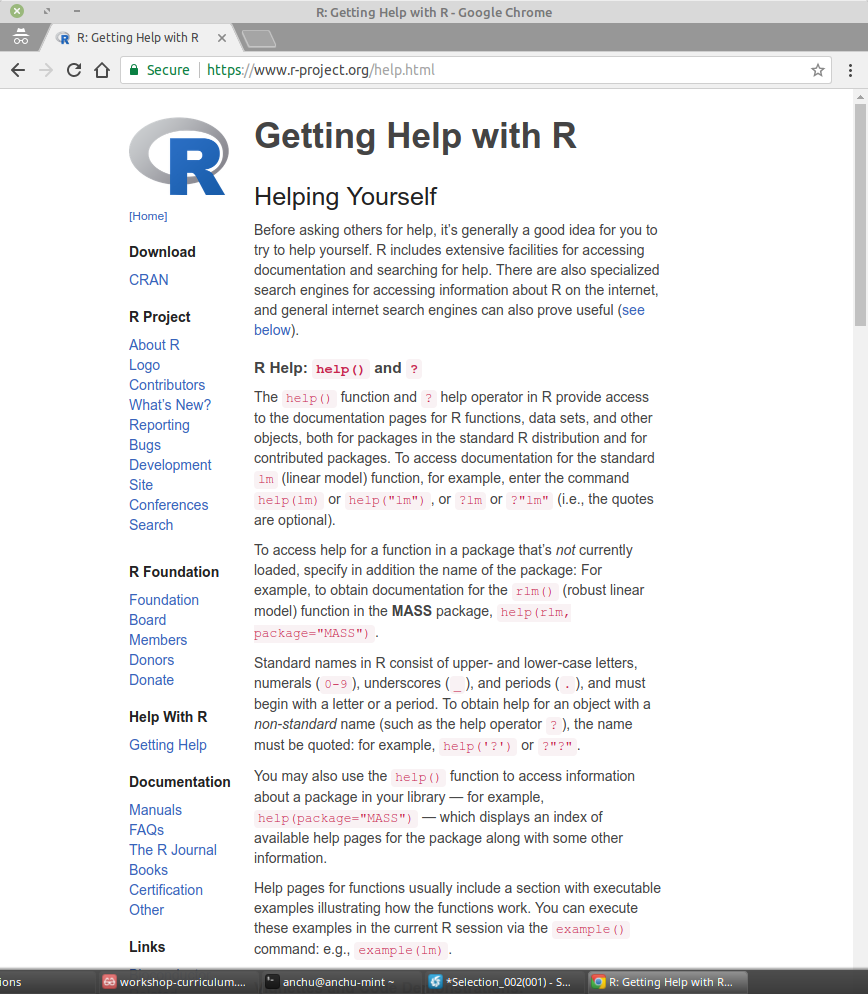 R: Getting Help with R - Google Chrome
R: Getting Help with R
Secure
https://www.r-project.org/help.html
R
[Home]
Download
CRAN
R Project
About R
Logo
Contributors
What's New?
Reporting
Bugs
Development
Site
Conferences
Search
R Foundation
Foundation
Board
Members
Donors
Donate
Help With R
Getting Help
Documentation
Manuals
FAQs
The R Journal
Books
Certification
Other
Links
Getting Help with R
Helping Yourself
Before asking others for help, it's generally a good idea for you to
try to help yourself. R includes extensive facilities for accessing
documentation and searching for help. There are also specialized
search engines for accessing information about R on the internet,
and general internet search engines can also prove useful (see
below).
R Help: help() and ?
The help() function and ? help operator in R provide access
to the documentation pages for R functions, data sets, and other
objects, both for packages in the standard R distribution and for
contributed packages. To access documentation for the standard
lm (linear model) function, for example, enter the command
help(lm) or help("lm"), or ?lm or ?"lm" (i.e., the quotes
are optional).
To access help for a function in a package that's not currently
loaded, specify in addition the name of the package: For
example, to obtain documentation for the rlm() (robust linear
model) function in the MASS package, help(rlm,
package="MASS").
Standard names in R consist of upper- and lower-case letters,
numerals (0-9), underscores (_), and periods (.), and must
begin with a letter or a period. To obtain help for an object with a
non-standard name (such as the help operator ?), the name
must be quoted: for example, help('?') or ?"?".
You may also use the help() function to access information
about a package in your library — for example,
help(package="MASS") — which displays an index of
available help pages for the package along with some other
information.
Help pages for functions usually include a section with executable
examples illustrating how the functions work. You can execute
these examples in the current R session via the example()
command: e.g., example(lm).
ions
workshop-curriculum....
anchu@anchu-mint ~
*Selection_002(001) - S...
R: Getting Help with R...